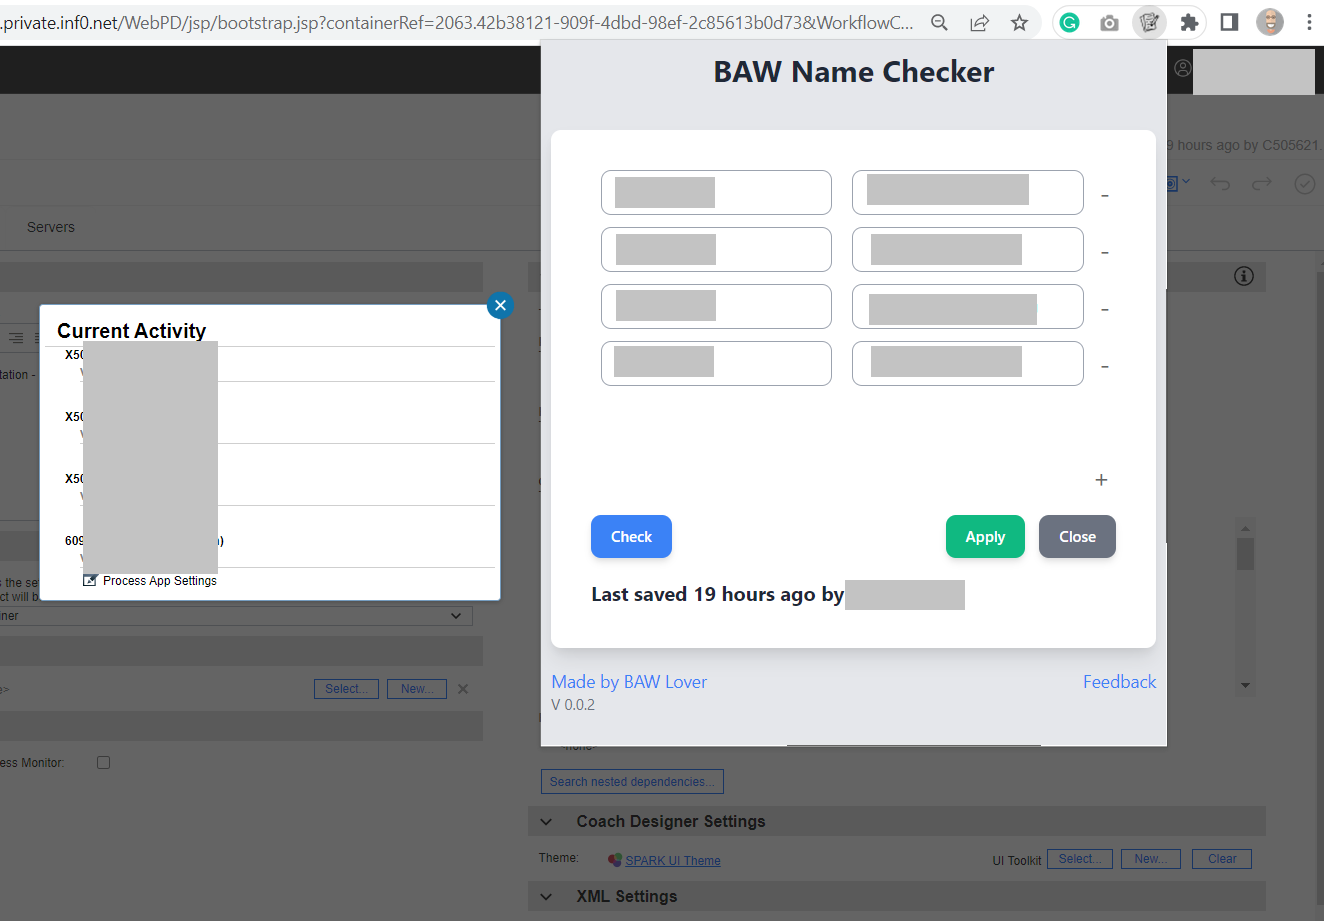 .private.inf0.net/WebPD/jsp/bootstrap.jsp?containerRef=2063.42b38121-909f-4dbd-98ef-2c85613b0d73&WorkflowC...
BAW Name Checker
9 hours ago by C505621.
Servers
-
-
-
-
+
Check
Apply
Close
Last saved 19 hours ago by
Made by BAW Lover
Feedback
V 0.0.2
Current Activity
X50
X50
X50
609
Process App Settings
tation -
s the se
ct will b
ner
Select...
New...
ess Monitor:
<none>
Search nested dependencies...
Coach Designer Settings
Theme:
SPARK UI Theme
UI Toolkit
Select...
New...
Clear
XML Settings